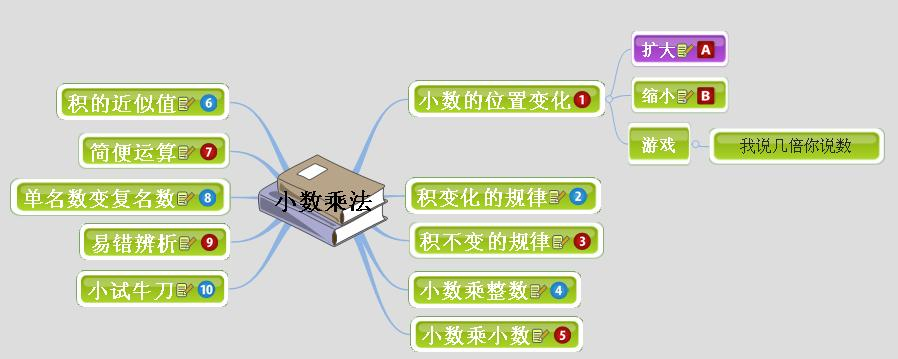 小数乘法
小数的位置变化 1
扩大 A
缩小 B
游戏
我说几倍你说数
积变化的规律 2
积不变的规律 3
小数乘整数 4
小数乘小数 5
积的近似值 6
简便运算 7
单名数变复名数 8
易错辨析 9
小试牛刀 10